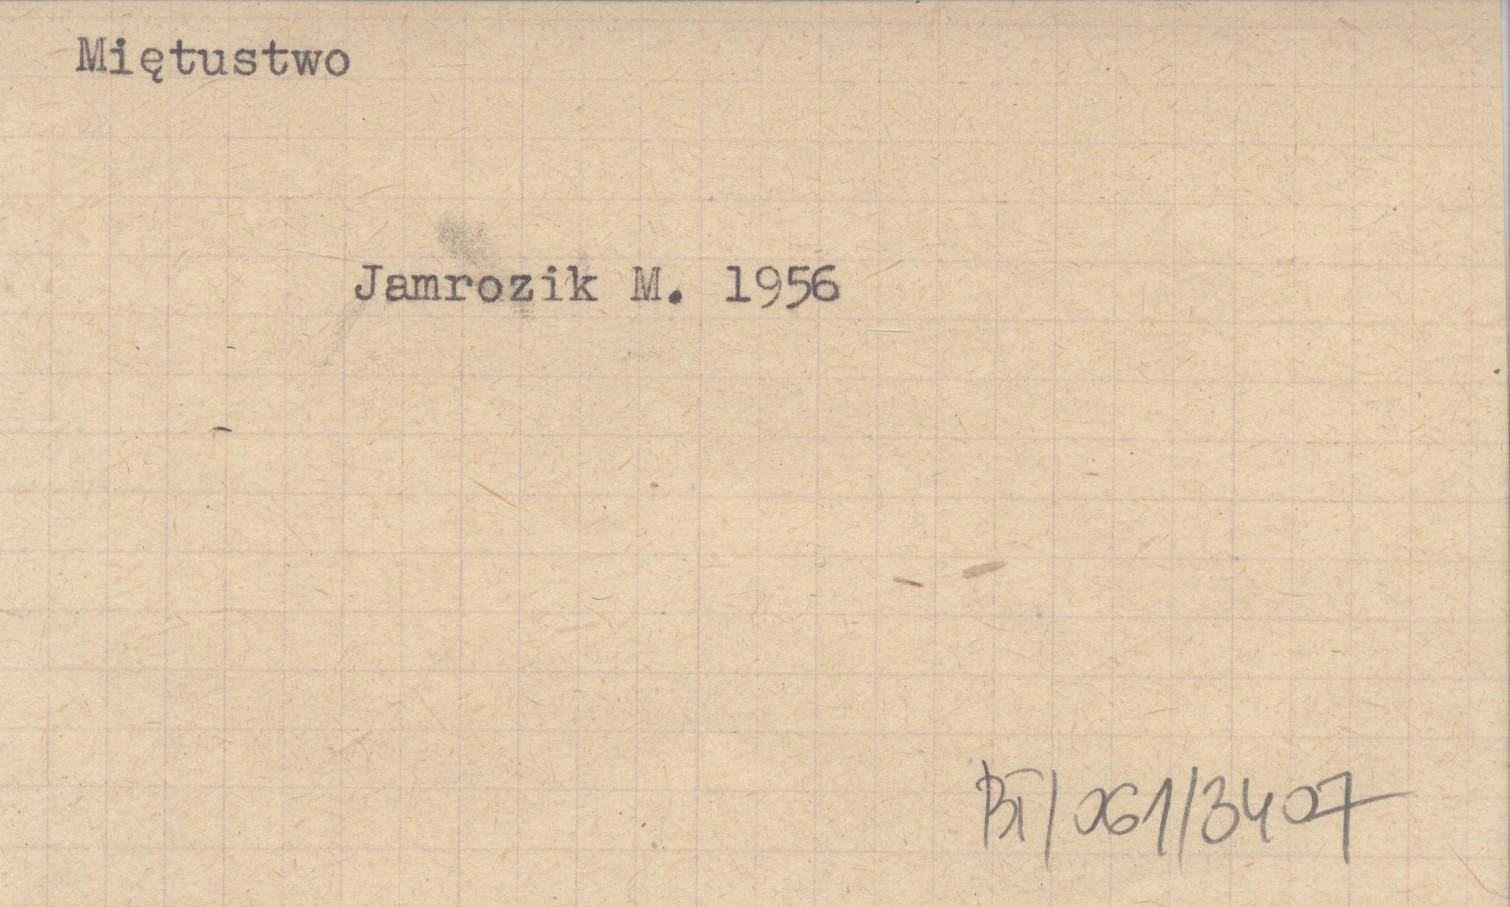 Miętustwo
Jamrozik M. 1956
BI/061/3407